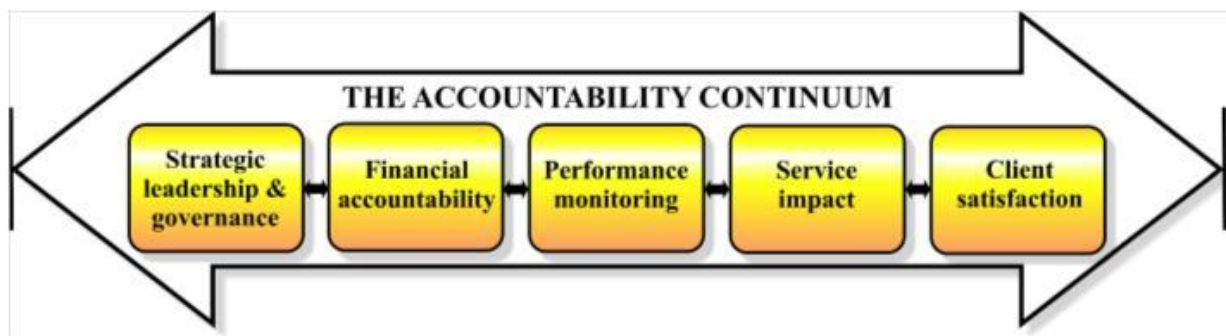 THE ACCOUNTABILITY CONTINUUM
Strategic
leadership &
governance
Financial
accountability
Performance
monitoring
Service
impact
Client
satisfaction